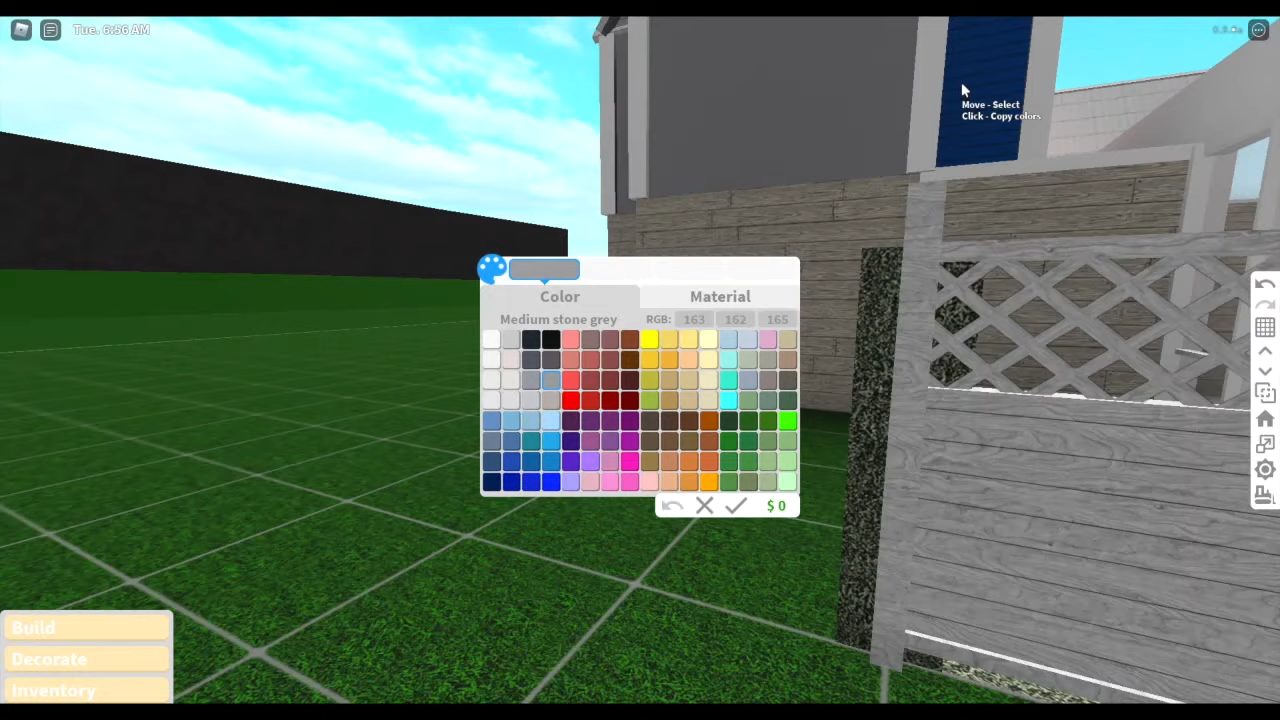 Tue. 6:56 AM
Move - Select
Click - Copy colors
Color
Material
Medium stone grey
RGB: 163 162 165
$ 0
Build
Decorate
Inventory